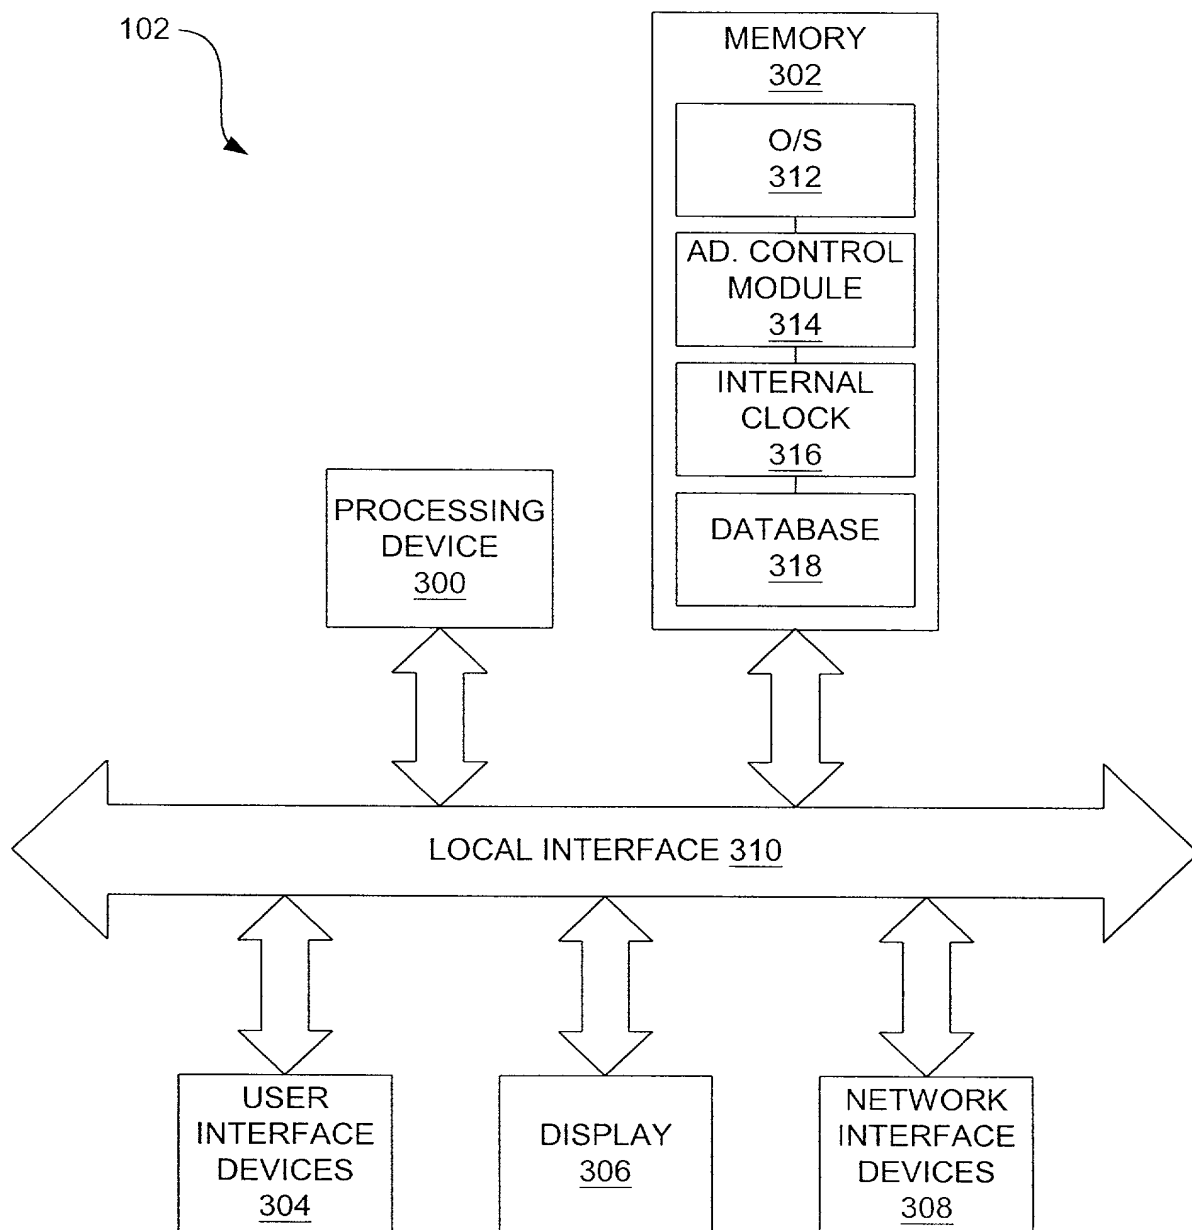 102
MEMORY
302
O/S
312
AD. CONTROL
MODULE
314
INTERNAL
CLOCK
316
DATABASE
318
PROCESSING
DEVICE
300
LOCAL INTERFACE 310
USER
INTERFACE
DEVICES
304
DISPLAY
306
NETWORK
INTERFACE
DEVICES
308